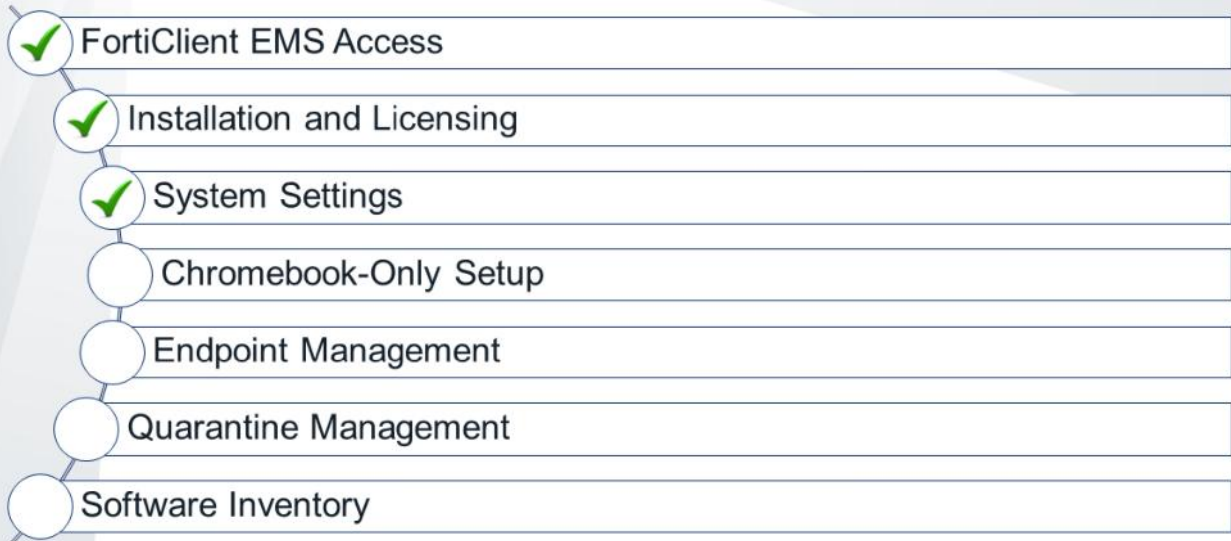 FortiClient EMS Access
Installation and Licensing
System Settings
Chromebook-Only Setup
Endpoint Management
Quarantine Management
Software Inventory